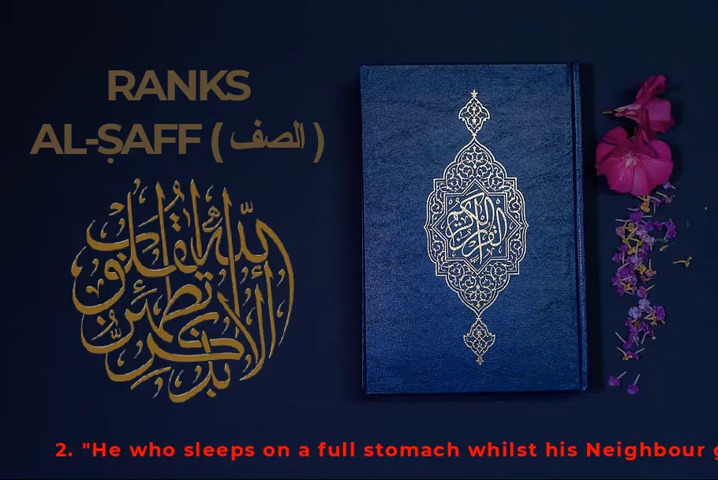 RANKS
AL-ṢAFF ( الصف )
ألا بذكر الله تطمئن القلوب
القرآن الكريم
2. "He who sleeps on a full stomach whilst his Neighbour g